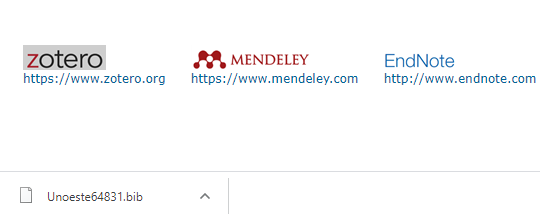 zotero
https://www.zotero.org
MENDELEY
https://www.mendeley.com
EndNote
http://www.endnote.com
Unoeste64831.bib